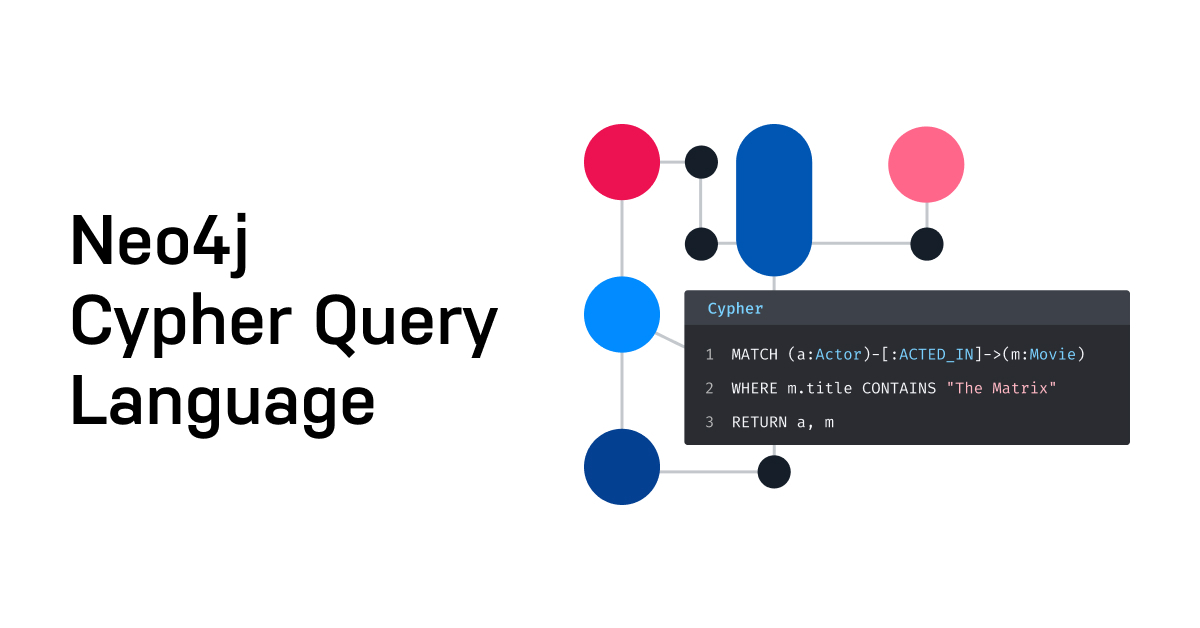 Neo4j
Cypher Query
Language
Cypher
1 MATCH (a:Actor)-[:ACTED_IN]->(m:Movie)
2 WHERE m.title CONTAINS "The Matrix"
3 RETURN a, m